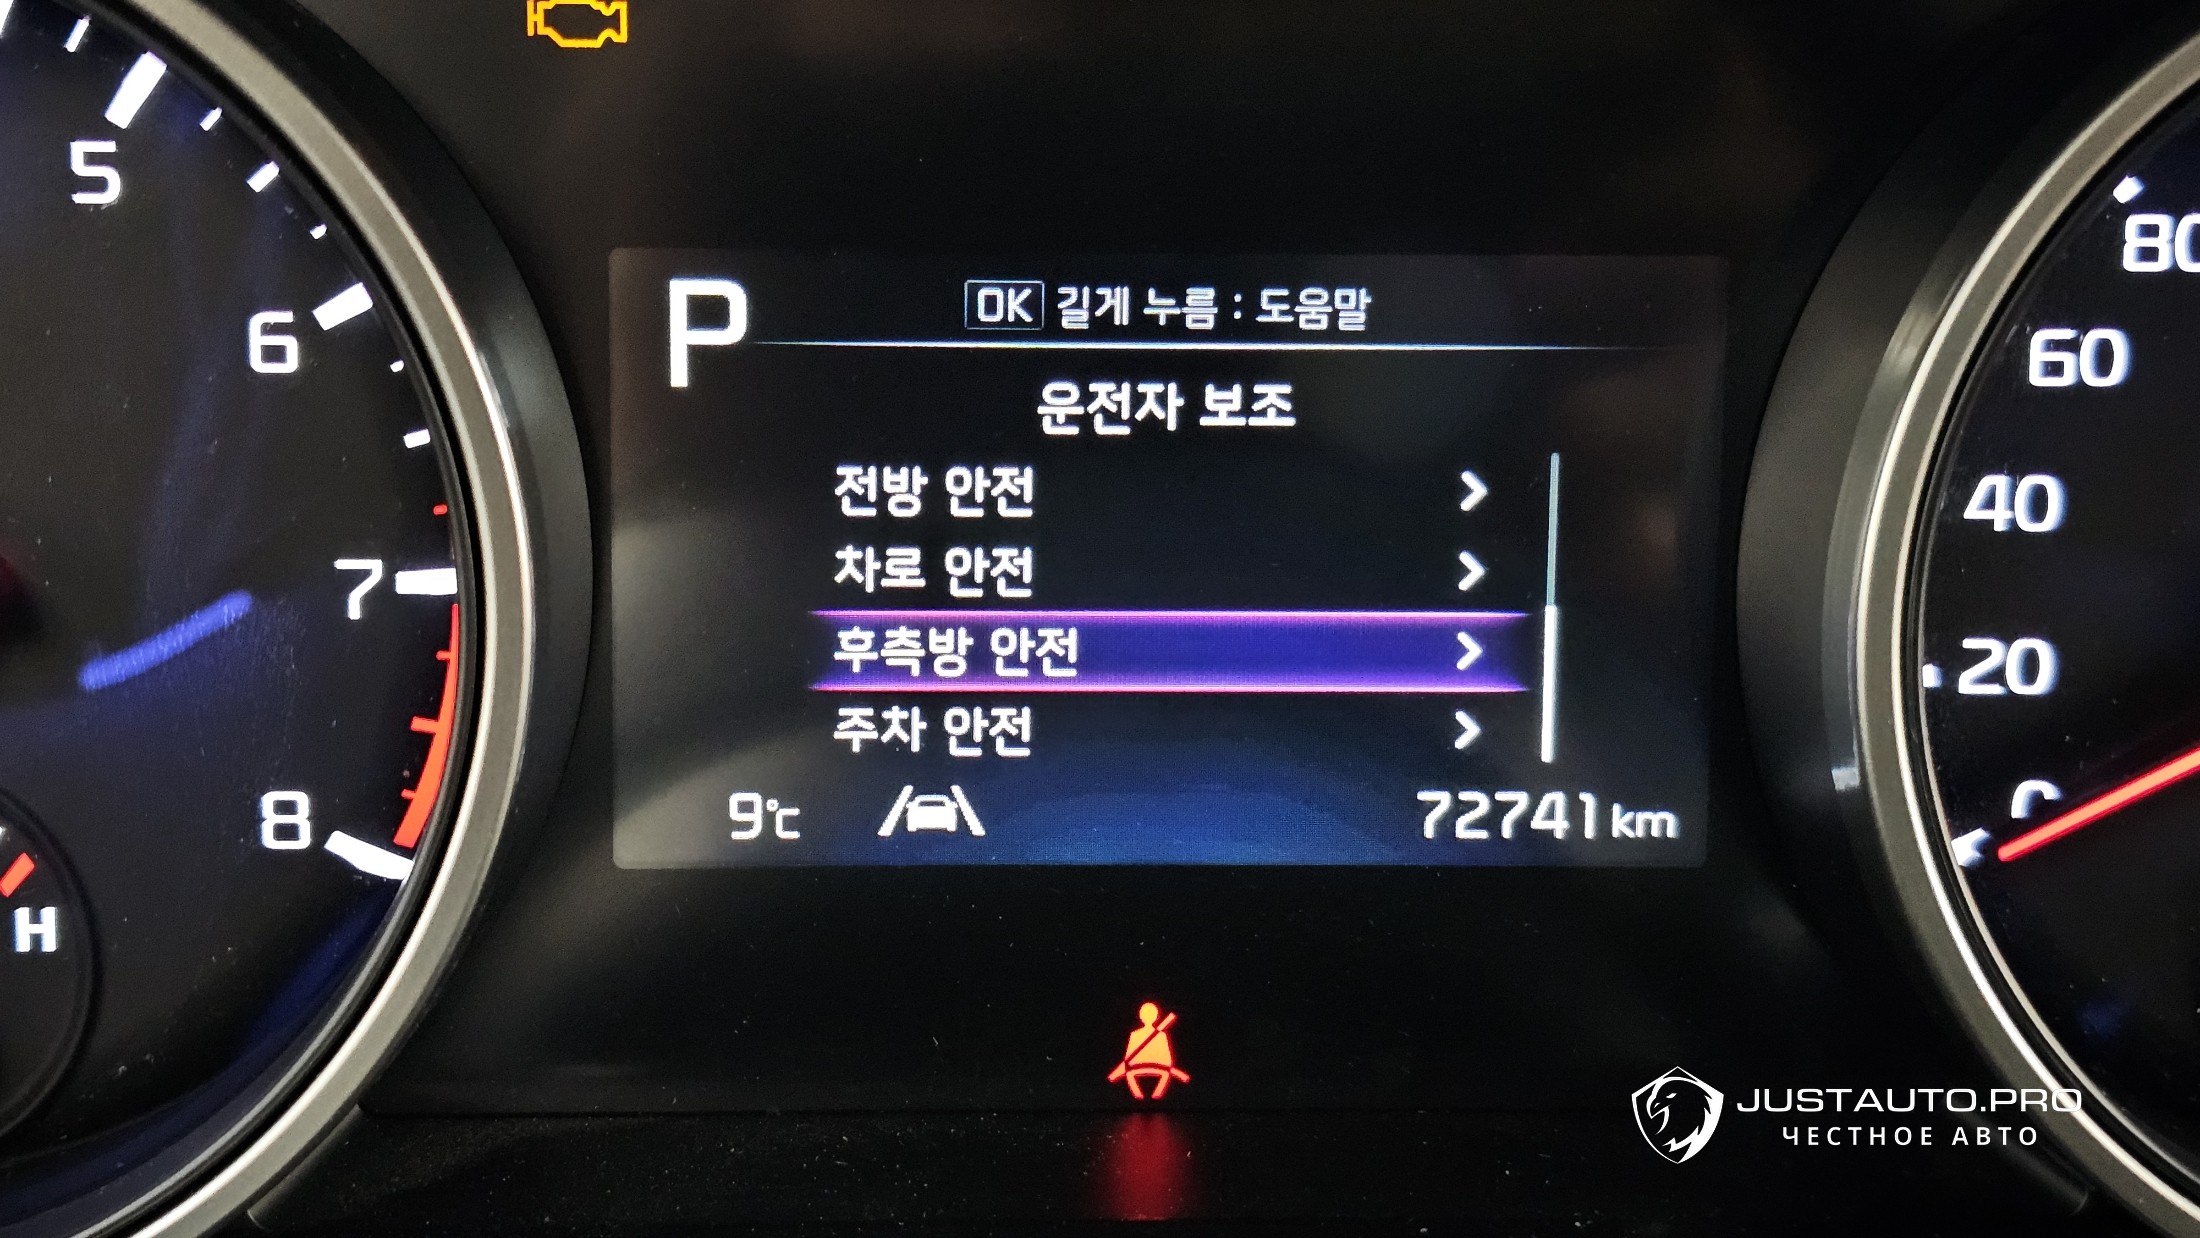 5
6
7
8
H
P
OK 길게 누름 : 도움말
운전자 보조
전방 안전
차로 안전
후측방 안전
주차 안전
9℃
72741 km
80
60
40
20
0
JUSTAUTO.PRO
ЧЕСТНОЕ АВТО